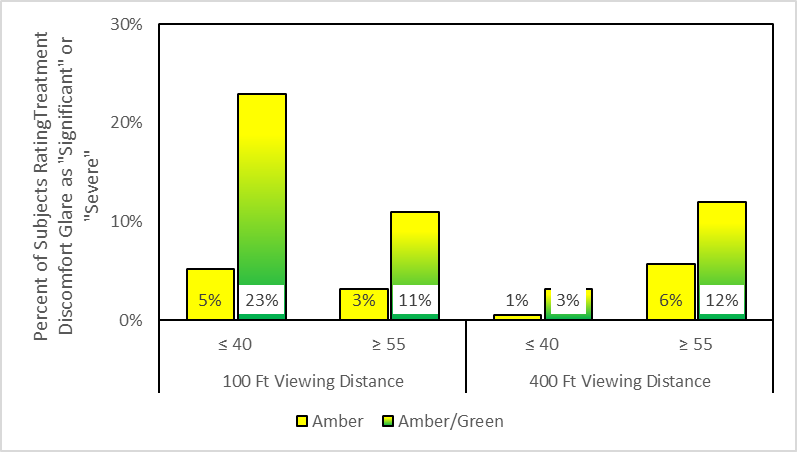 Percent of Subjects RatingTreatment
Discomfort Glare as "Significant" or
"Severe"
30%
20%
10%
0%
5%
23%
3%
11%
1%
3%
6%
12%
≤ 40
≥ 55
≤ 40
≥ 55
100 Ft Viewing Distance
400 Ft Viewing Distance
Amber
Amber/Green